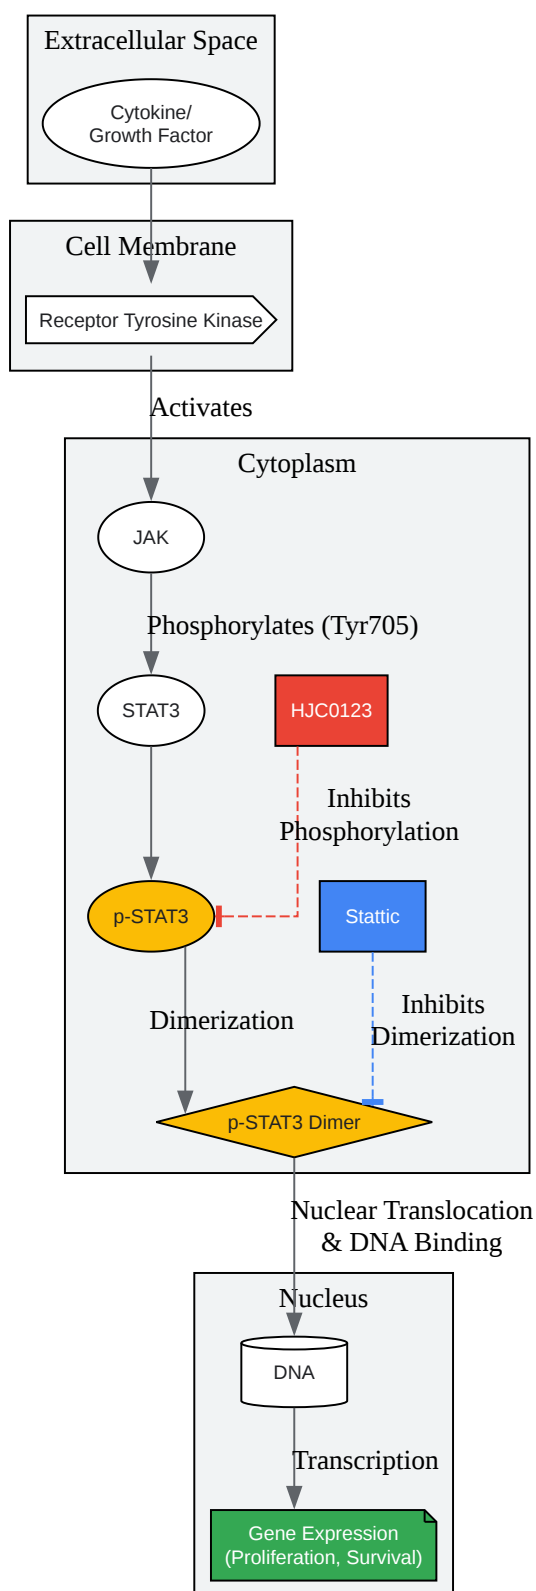 Extracellular Space
Cytokine/
Growth Factor
Cell Membrane
Receptor Tyrosine Kinase
Activates
Cytoplasm
JAK
Phosphorylates (Tyr705)
STAT3
HJC0123
Inhibits
Phosphorylation
p-STAT3
Stattic
Dimerization
Inhibits
Dimerization
p-STAT3 Dimer
Nuclear Translocation
& DNA Binding
Nucleus
DNA
Transcription
Gene Expression
(Proliferation, Survival)